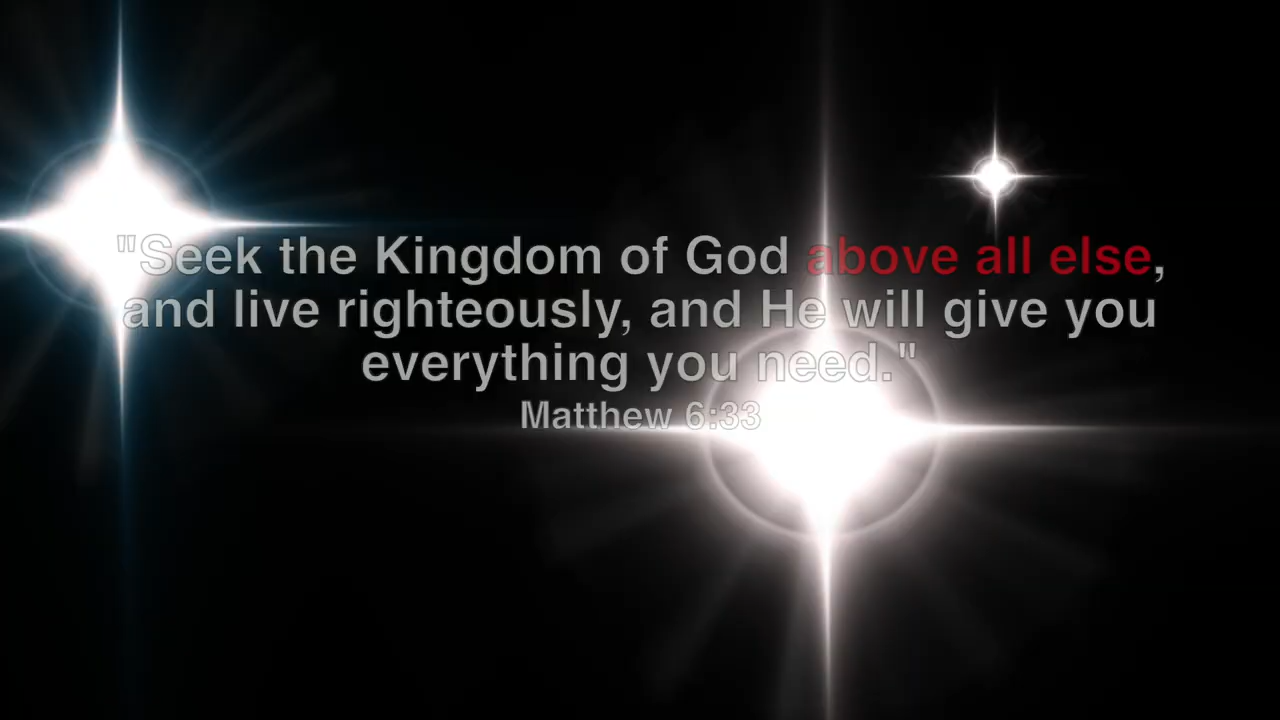 "Seek the Kingdom of God above all else,
and live righteously, and He will give you
everything you need."
Matthew 6:33